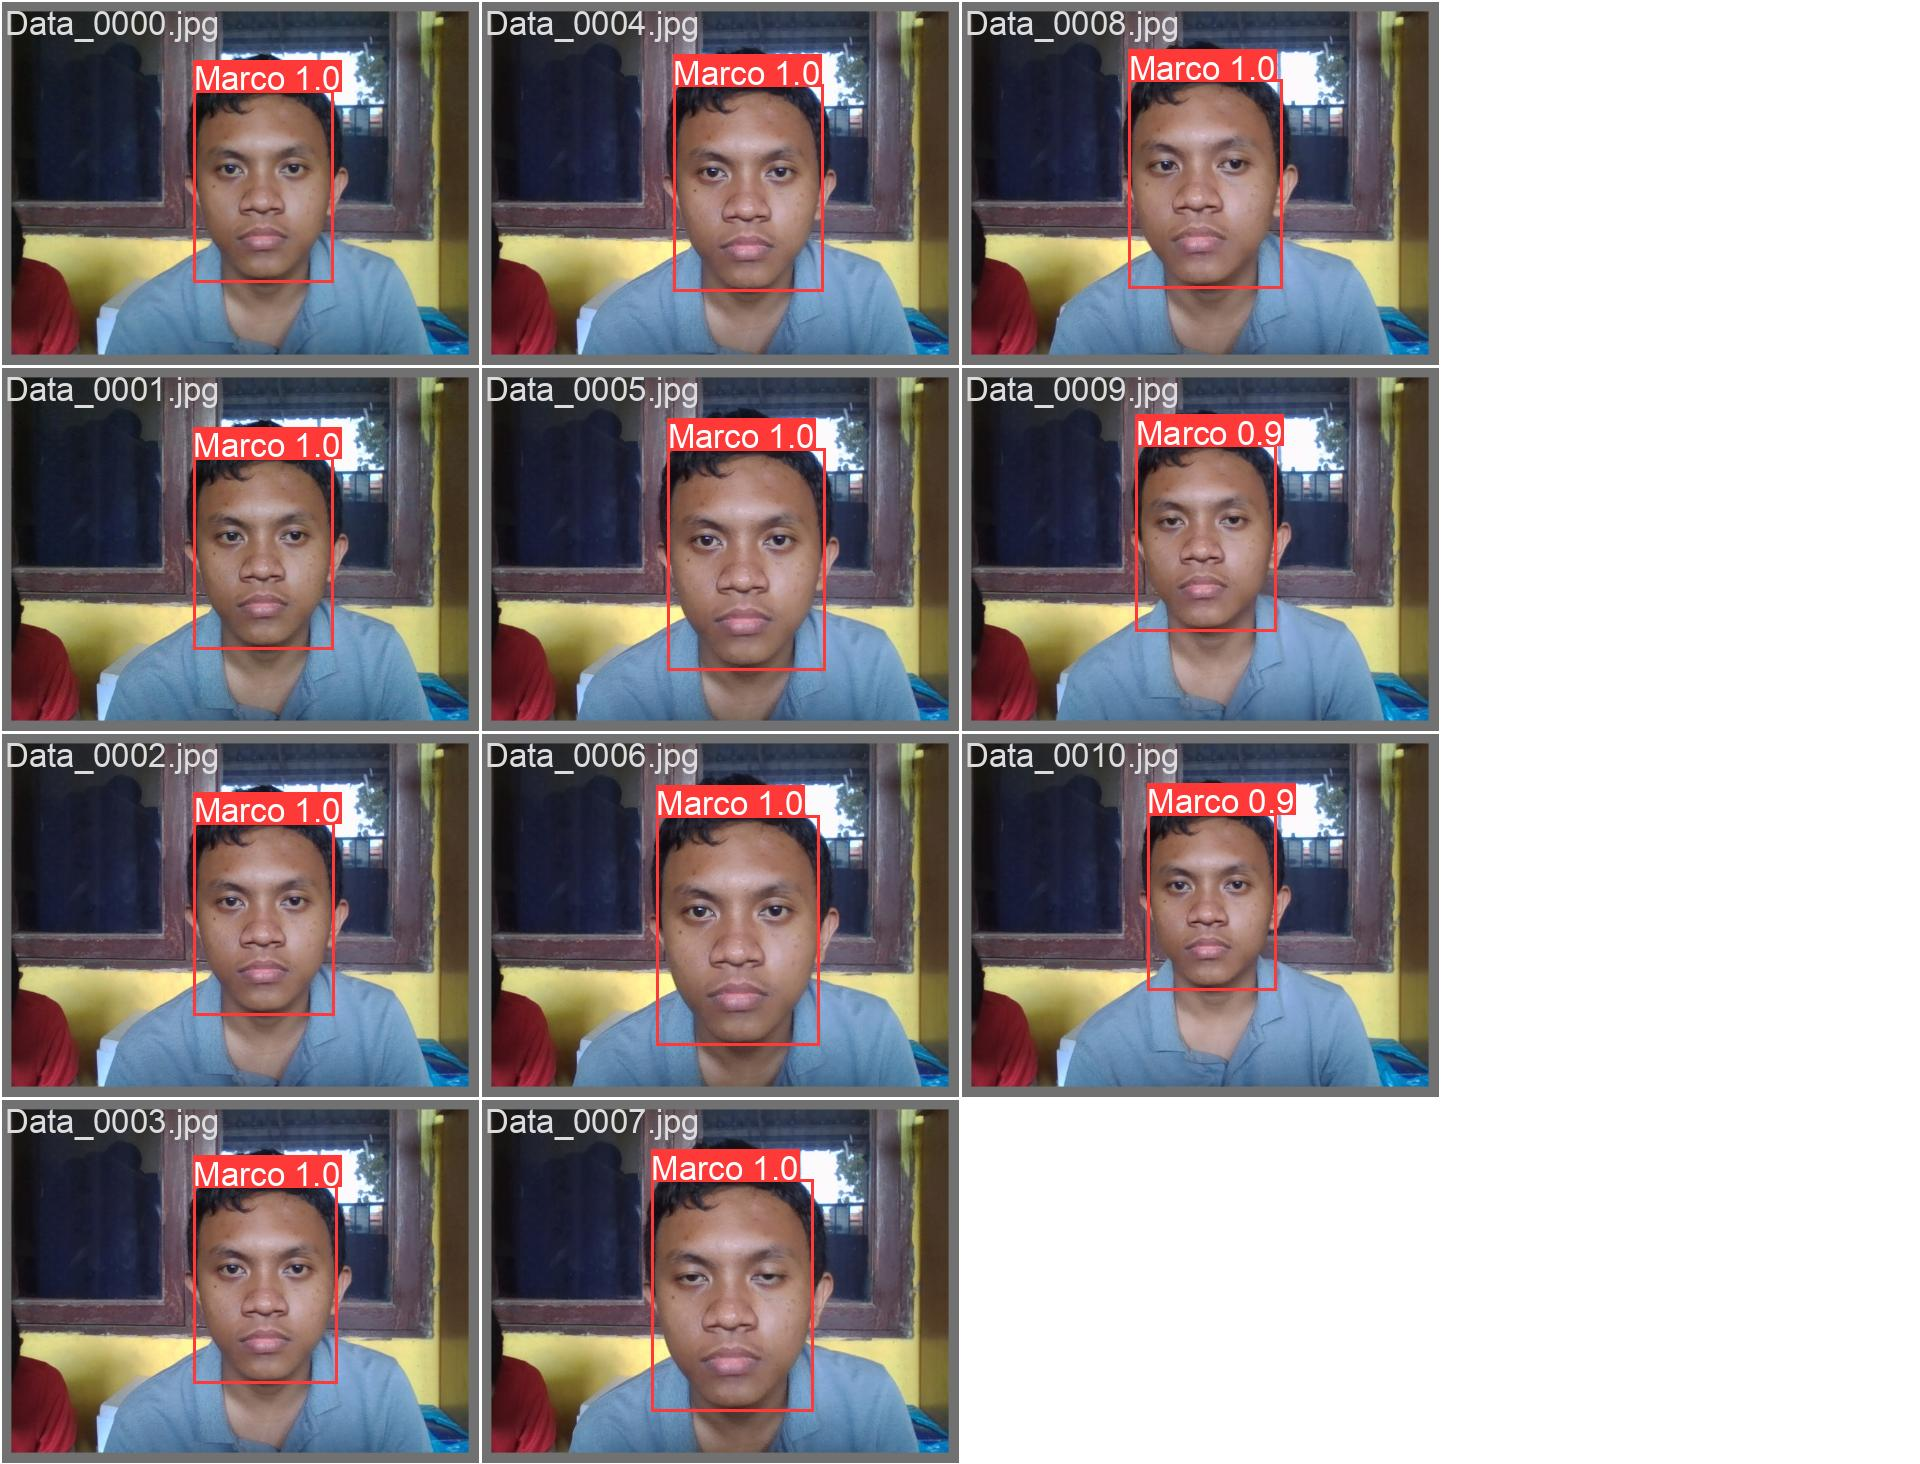 Data_0000.jpg
Marco 1.0
Data_0004.jpg
Marco 1.0
Data_0008.jpg
Marco 1.0
Data_0001.jpg
Marco 1.0
Data_0005.jpg
Marco 1.0
Data_0009.jpg
Marco 0.9
Data_0002.jpg
Marco 1.0
Data_0006.jpg
Marco 1.0
Data_0010.jpg
Marco 0.9
Data_0003.jpg
Marco 1.0
Data_0007.jpg
Marco 1.0